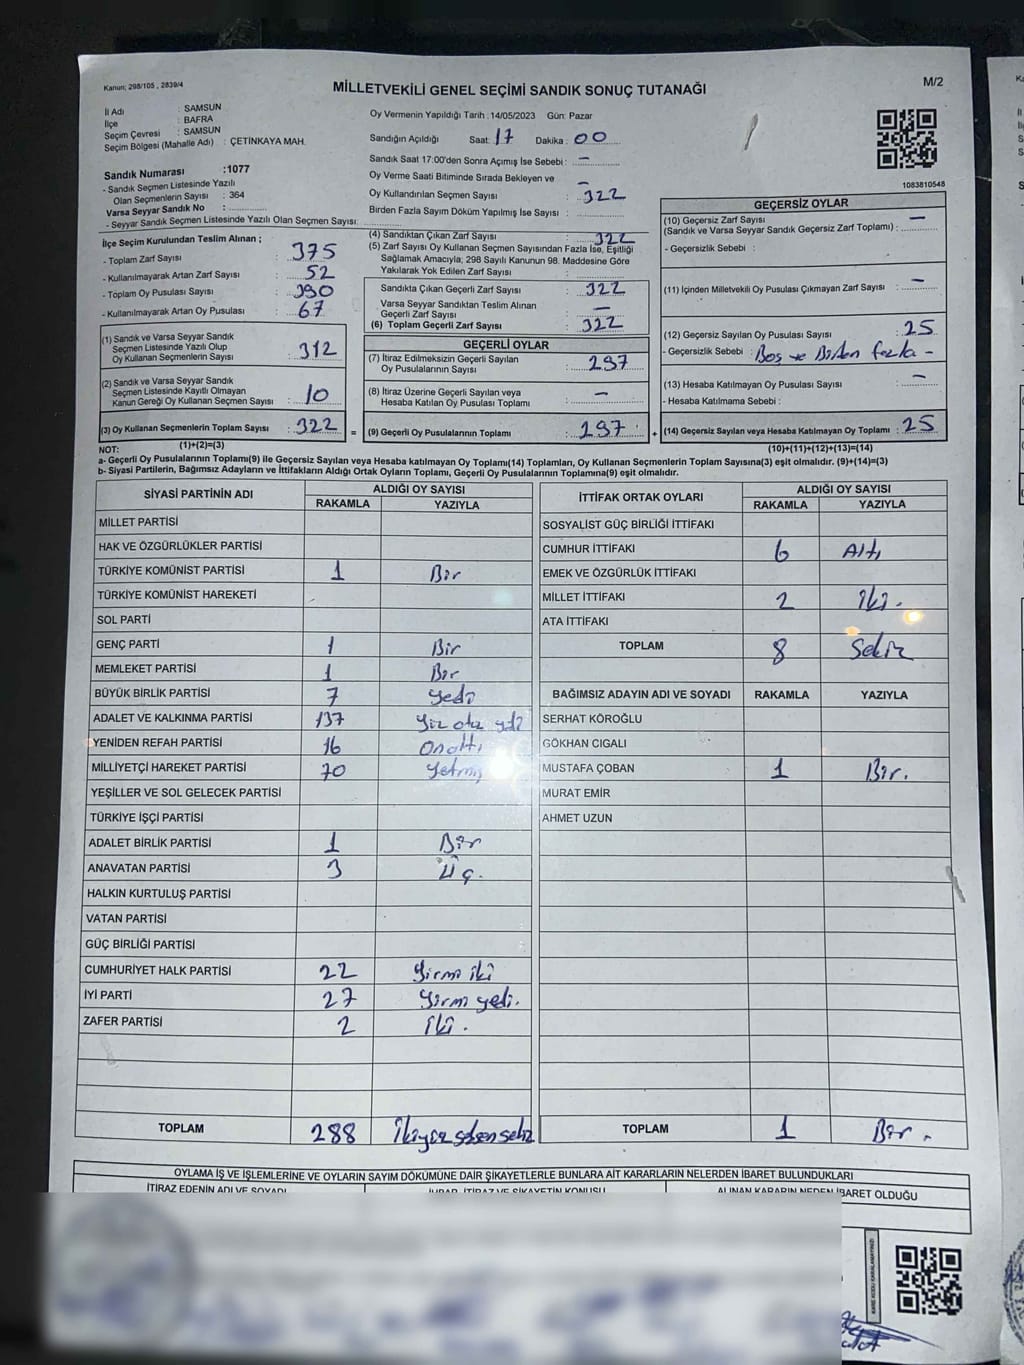 Kanun; 298/105 , 2839/4
MİLLETVEKİLİ GENEL SEÇİMİ SANDIK SONUÇ TUTANAĞI
M/2
İl Adı : SAMSUN
İlçe : BAFRA
Seçim Çevresi : SAMSUN
Seçim Bölgesi (Mahalle Adı) : ÇETİNKAYA MAH.
Sandık Numarası :1077
- Sandık Seçmen Listesinde Yazılı
Olan Seçmenlerin Sayısı : 364
Varsa Seyyar Sandık No :
- Seyyar Sandık Seçmen Listesinde Yazılı Olan Seçmen Sayısı:
Oy Vermenin Yapıldığı Tarih : 14/05/2023 Gün: Pazar
Sandığın Açıldığı Saat: 17 Dakika : 00
Sandık Saat 17:00'den Sonra Açımış İse Sebebi : –
Oy Verme Saati Bitiminde Sırada Bekleyen ve –
Oy Kullandırılan Seçmen Sayısı : 322
Birden Fazla Sayım Döküm Yapılmış İse Sayısı :
1083810548
İlçe Seçim Kurulundan Teslim Alınan ;
- Toplam Zarf Sayısı : 375
- Kullanılmayarak Artan Zarf Sayısı : 52
- Toplam Oy Pusulası Sayısı : 390
- Kullanılmayarak Artan Oy Pusulası : 67
(1) Sandık ve Varsa Seyyar Sandık
Seçmen Listesinde Yazılı Olup
Oy Kullanan Seçmenlerin Sayısı : 312
(2) Sandık ve Varsa Seyyar Sandık
Seçmen Listesinde Kayıtlı Olmayan
Kanun Gereği Oy Kullanan Seçmen Sayısı : 10
(3) Oy Kullanan Seçmenlerin Toplam Sayısı : 322
(1)+(2)=(3)
(4) Sandıktan Çıkan Zarf Sayısı : 322
(5) Zarf Sayısı Oy Kullanan Seçmen Sayısından Fazla İse, Eşitliği
Sağlamak Amacıyla; 298 Sayılı Kanunun 98. Maddesine Göre
Yakılarak Yok Edilen Zarf Sayısı :
Sandıkta Çıkan Geçerli Zarf Sayısı : 322
Varsa Seyyar Sandıktan Teslim Alınan
Geçerli Zarf Sayısı : –
(6) Toplam Geçerli Zarf Sayısı : 322
GEÇERLİ OYLAR
(7) İtiraz Edilmeksizin Geçerli Sayılan
Oy Pusulalarının Sayısı : 297
(8) İtiraz Üzerine Geçerli Sayılan veya
Hesaba Katılan Oy Pusulası Toplamı : –
= (9) Geçerli Oy Pusulalarının Toplamı : 297 +
GEÇERSİZ OYLAR
(10) Geçersiz Zarf Sayısı –
(Sandık ve Varsa Seyyar Sandık Geçersiz Zarf Toplamı) :
- Geçersizlik Sebebi :
(11) İçinden Milletvekili Oy Pusulası Çıkmayan Zarf Sayısı : –
(12) Geçersiz Sayılan Oy Pusulası Sayısı : 25
- Geçersizlik Sebebi : Boş ve Birden fazla -
(13) Hesaba Katılmayan Oy Pusulası Sayısı : –
- Hesaba Katılmama Sebebi :
(14) Geçersiz Sayılan veya Hesaba Katılmayan Oy Toplamı : 25
(10)+(11)+(12)+(13)=(14)
NOT:
a- Geçerli Oy Pusulalarının Toplamı(9) ile Geçersiz Sayılan veya Hesaba Katılmayan Oy Toplamı(14) Toplamları, Oy Kullanan Seçmenlerin Toplam Sayısına(3) eşit olmalıdır. (9)+(14)=(3)
b- Siyasi Partilerin, Bağımsız Adayların ve İttifakların Aldığı Ortak Oyların Toplamı, Geçerli Oy Pusulalarının Toplamına(9) eşit olmalıdır.
SİYASİ PARTİNİN ADI ALDIĞI OY SAYISI
RAKAMLA YAZIYLA
MİLLET PARTİSİ
HAK VE ÖZGÜRLÜKLER PARTİSİ
TÜRKİYE KOMÜNİST PARTİSİ 1 Bir
TÜRKİYE KOMÜNİST HAREKETİ
SOL PARTİ
GENÇ PARTİ 1 Bir
MEMLEKET PARTİSİ 1 Bir
BÜYÜK BİRLİK PARTİSİ 7 Yedi
ADALET VE KALKINMA PARTİSİ 137 Yüz otuz yedi
YENİDEN REFAH PARTİSİ 16 Onaltı
MİLLİYETÇİ HAREKET PARTİSİ 70 Yetmiş
YEŞİLLER VE SOL GELECEK PARTİSİ
TÜRKİYE İŞÇİ PARTİSİ
ADALET BİRLİK PARTİSİ 1 Bir
ANAVATAN PARTİSİ 3 Üç.
HALKIN KURTULUŞ PARTİSİ
VATAN PARTİSİ
GÜÇ BİRLİĞİ PARTİSİ
CUMHURİYET HALK PARTİSİ 22 Yirmi iki
İYİ PARTİ 27 Yirmi yedi.
ZAFER PARTİSİ 2 İki.
TOPLAM 288 İkiyüz seksen sekiz
İTTİFAK ORTAK OYLARI ALDIĞI OY SAYISI
RAKAMLA YAZIYLA
SOSYALİST GÜÇ BİRLİĞİ İTTİFAKI
CUMHUR İTTİFAKI 6 Altı
EMEK VE ÖZGÜRLÜK İTTİFAKI
MİLLET İTTİFAKI 2 İki.
ATA İTTİFAKI
TOPLAM 8 Sekiz
BAĞIMSIZ ADAYIN ADI VE SOYADI RAKAMLA YAZIYLA
SERHAT KÖROĞLU
GÖKHAN CIGALI
MUSTAFA ÇOBAN 1 Bir.
MURAT EMİR
AHMET UZUN
TOPLAM 1 Bir.
OYLAMA İŞ VE İŞLEMLERİNE VE OYLARIN SAYIM DÖKÜMÜNE DAİR ŞİKAYETLERLE BUNLARA AİT KARARLARIN NELERDEN İBARET BULUNDUKLARI
İTİRAZ EDENİN ADI VE SOYADI
İHBAR, İTİRAZ VE ŞİKAYETİN KONUSU
ALINAN KARARIN NEDEN İBARET OLDUĞU